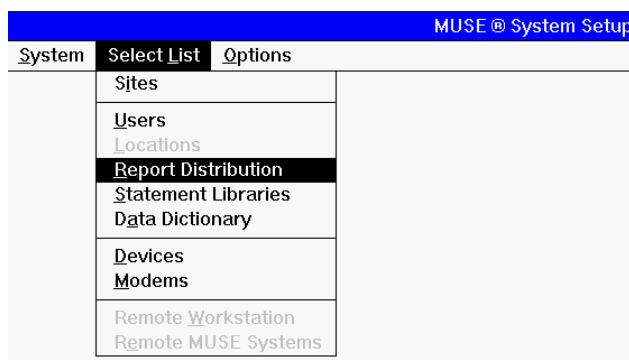 MUSE ® System Setup
System Select List Options
Sites
Users
Locations
Report Distribution
Statement Libraries
Data Dictionary
Devices
Modems
Remote Workstation
Remote MUSE Systems